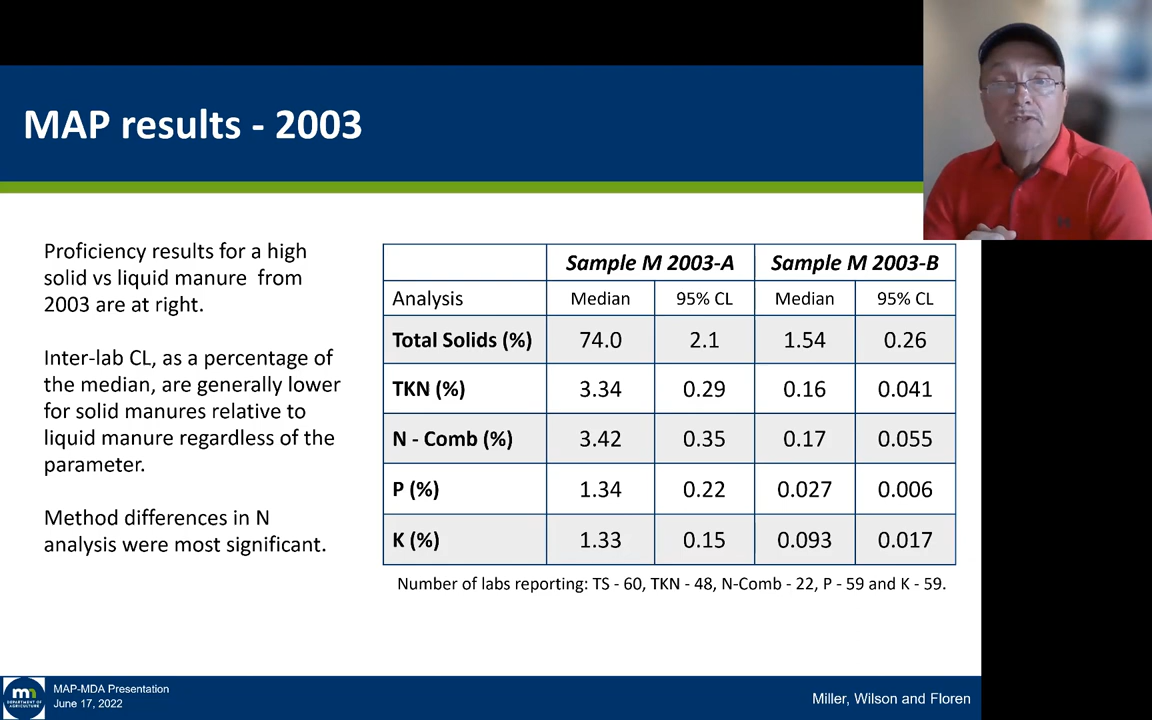 MAP results - 2003
Proficiency results for a high
solid vs liquid manure from
2003 are at right.
Inter-lab CL, as a percentage of
the median, are generally lower
for solid manures relative to
liquid manure regardless of the
parameter.
Method differences in N
analysis were most significant.
Sample M 2003-A Sample M 2003-B
Analysis Median 95% CL Median 95% CL
Total Solids (%) 74.0 2.1 1.54 0.26
TKN (%) 3.34 0.29 0.16 0.041
N - Comb (%) 3.42 0.35 0.17 0.055
P (%) 1.34 0.22 0.027 0.006
K (%) 1.33 0.15 0.093 0.017
Number of labs reporting: TS - 60, TKN - 48, N-Comb - 22, P - 59 and K - 59.
DEPARTMENT OF
AGRICULTURE
MAP-MDA Presentation
June 17, 2022
Miller, Wilson and Floren